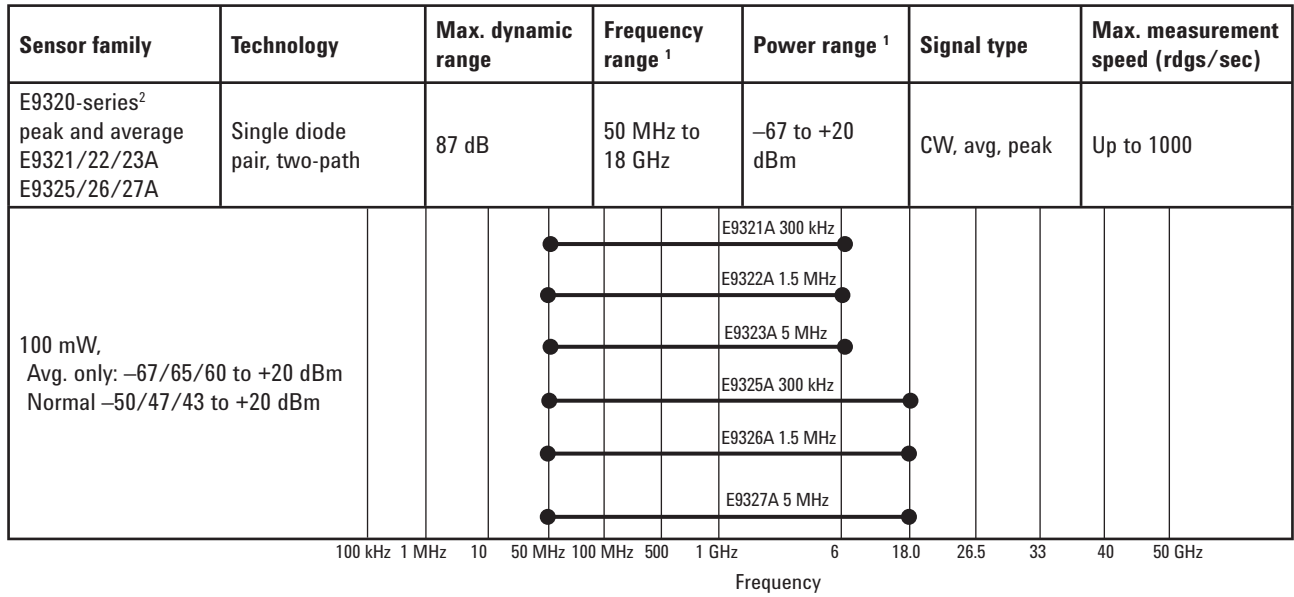 Sensor family
Technology
Max. dynamic
range
Frequency
range 1
Power range 1
Signal type
Max. measurement
speed (rdgs/sec)
E9320-series2
peak and average
E9321/22/23A
E9325/26/27A
Single diode
pair, two-path
87 dB
50 MHz to
18 GHz
–67 to +20
dBm
CW, avg, peak
Up to 1000
100 mW,
Avg. only: –67/65/60 to +20 dBm
Normal –50/47/43 to +20 dBm
E9321A 300 kHz
E9322A 1.5 MHz
E9323A 5 MHz
E9325A 300 kHz
E9326A 1.5 MHz
E9327A 5 MHz
100 kHz 1 MHz 10 50 MHz 100 MHz 500 1 GHz 6 18.0 26.5 33 40 50 GHz
Frequency